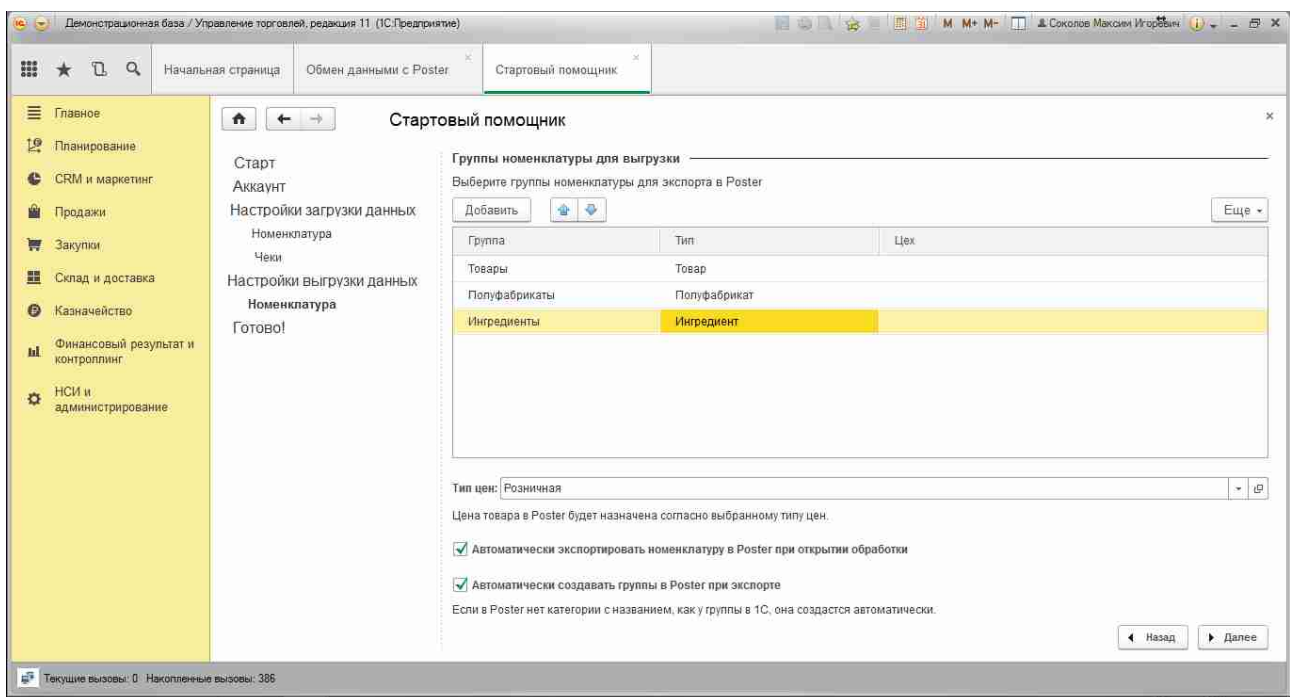 Демонстрационная база / Управление торговлей, редакция 11 (1С:Предприятие)
M M+ M- Соколов Максим Игоревич
Начальная страница Обмен данными с Poster Стартовый помощник
Главное
Планирование
CRM и маркетинг
Продажи
Закупки
Склад и доставка
Казначейство
Финансовый результат и
контроллинг
НСИ и
администрирование
Стартовый помощник
Старт
Аккаунт
Настройки загрузки данных
Номенклатура
Чеки
Настройки выгрузки данных
Номенклатура
Готово!
Группы номенклатуры для выгрузки
Выберите группы номенклатуры для экспорта в Poster
Добавить Еще
Группа Тип Цех
Товары Товар
Полуфабрикаты Полуфабрикат
Ингредиенты Ингредиент
Тип цен: Розничная
Цена товара в Poster будет назначена согласно выбранному типу цен.
Автоматически экспортировать номенклатуру в Poster при открытии обработки
Автоматически создавать группы в Poster при экспорте
Если в Poster нет категории с названием, как у группы в 1С, она создастся автоматически.
Назад Далее
Текущие вызовы: 0 Накопленные вызовы: 386